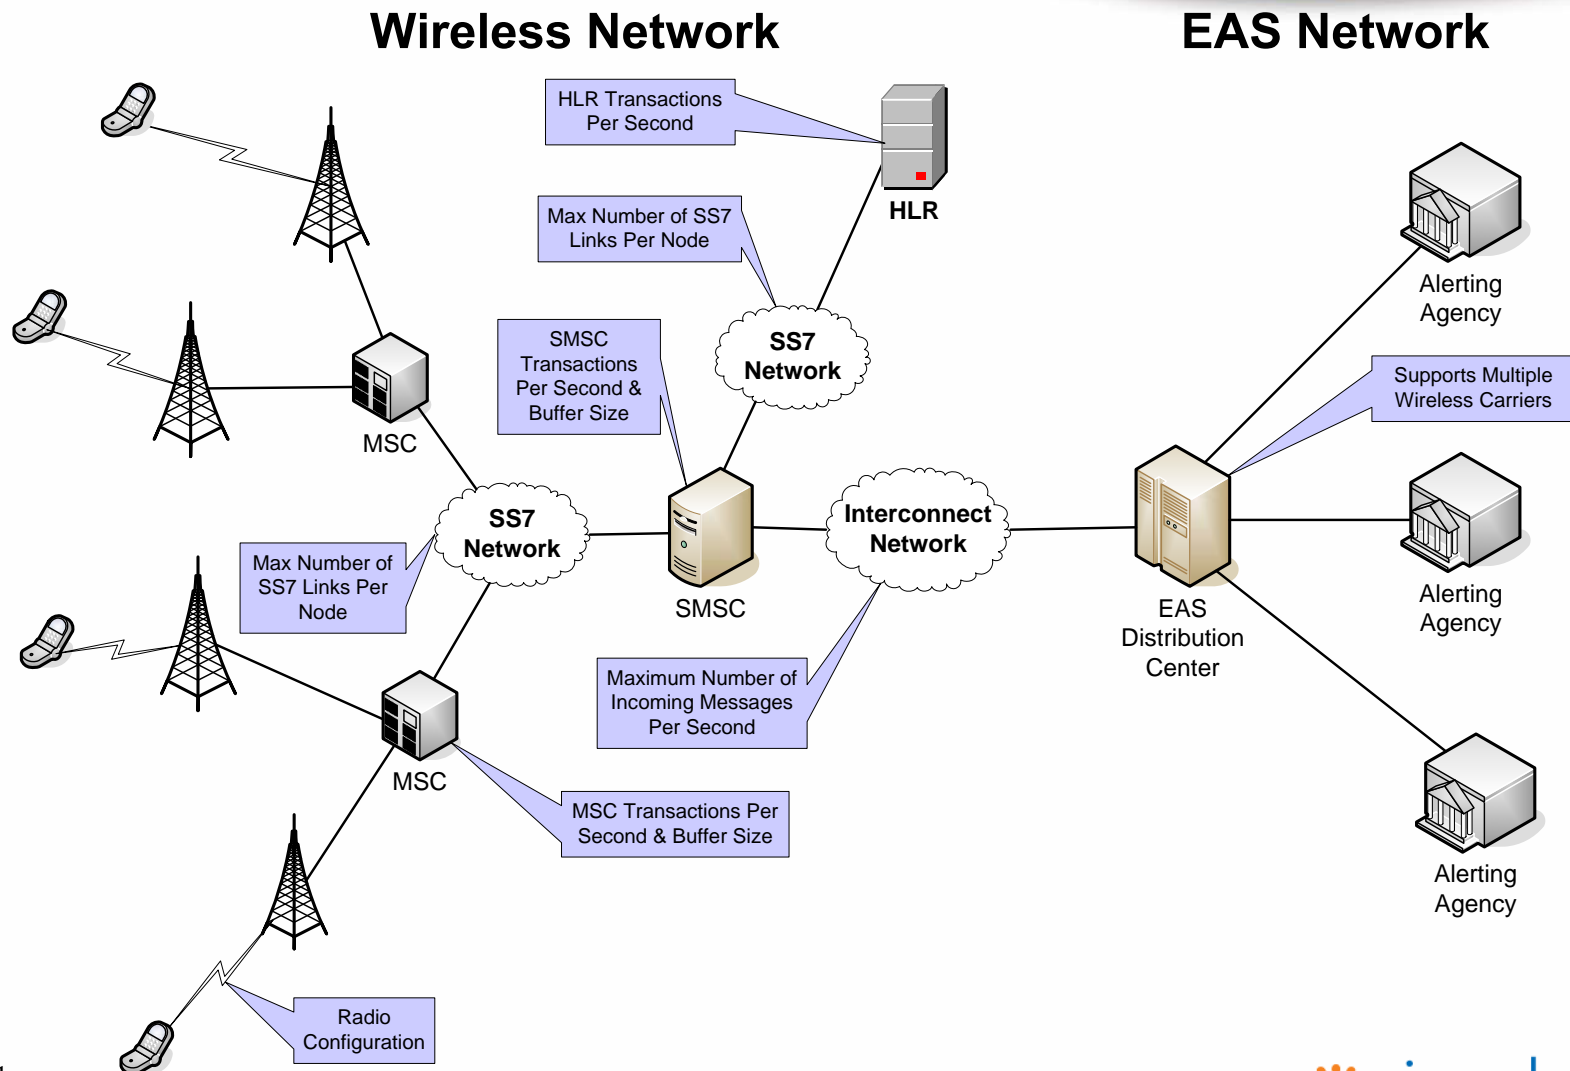 Wireless Network
EAS Network
HLR Transactions
Per Second
HLR
Max Number of SS7
Links Per Node
Alerting
Agency
SMSC
Transactions
Per Second &
Buffer Size
SS7
Network
Supports Multiple
Wireless Carriers
MSC
SS7
Network
Interconnect
Network
Max Number of
SS7 Links Per
Node
SMSC
EAS
Distribution
Center
Alerting
Agency
Maximum Number of
Incoming Messages
Per Second
MSC
MSC Transactions Per
Second & Buffer Size
Alerting
Agency
Radio
Configuration